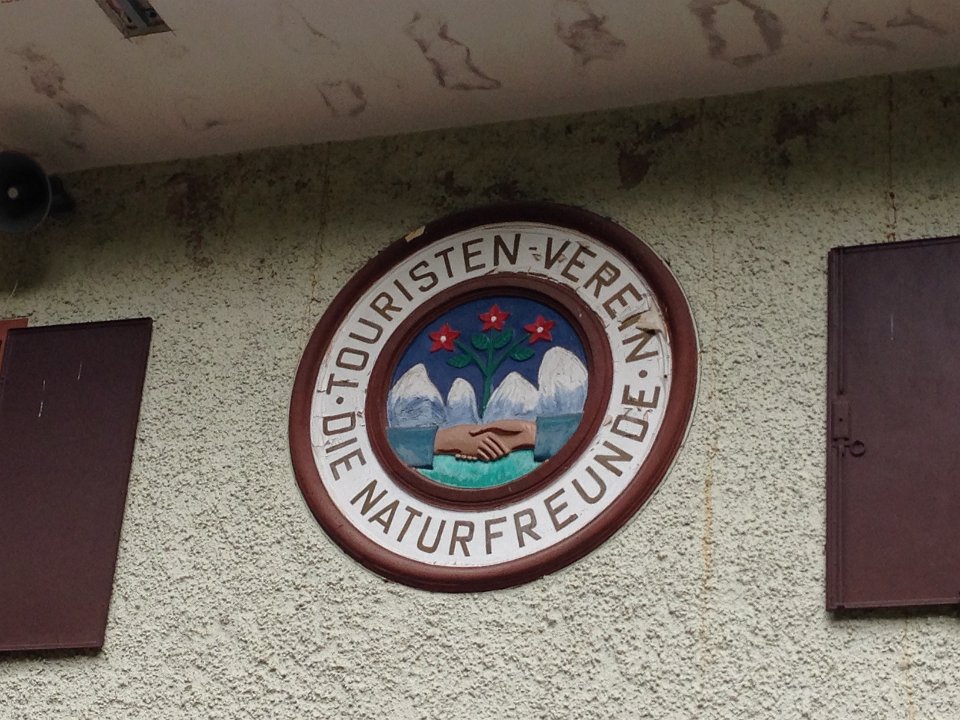 · TOURISTEN-VEREIN ·
DIE NATURFREUNDE